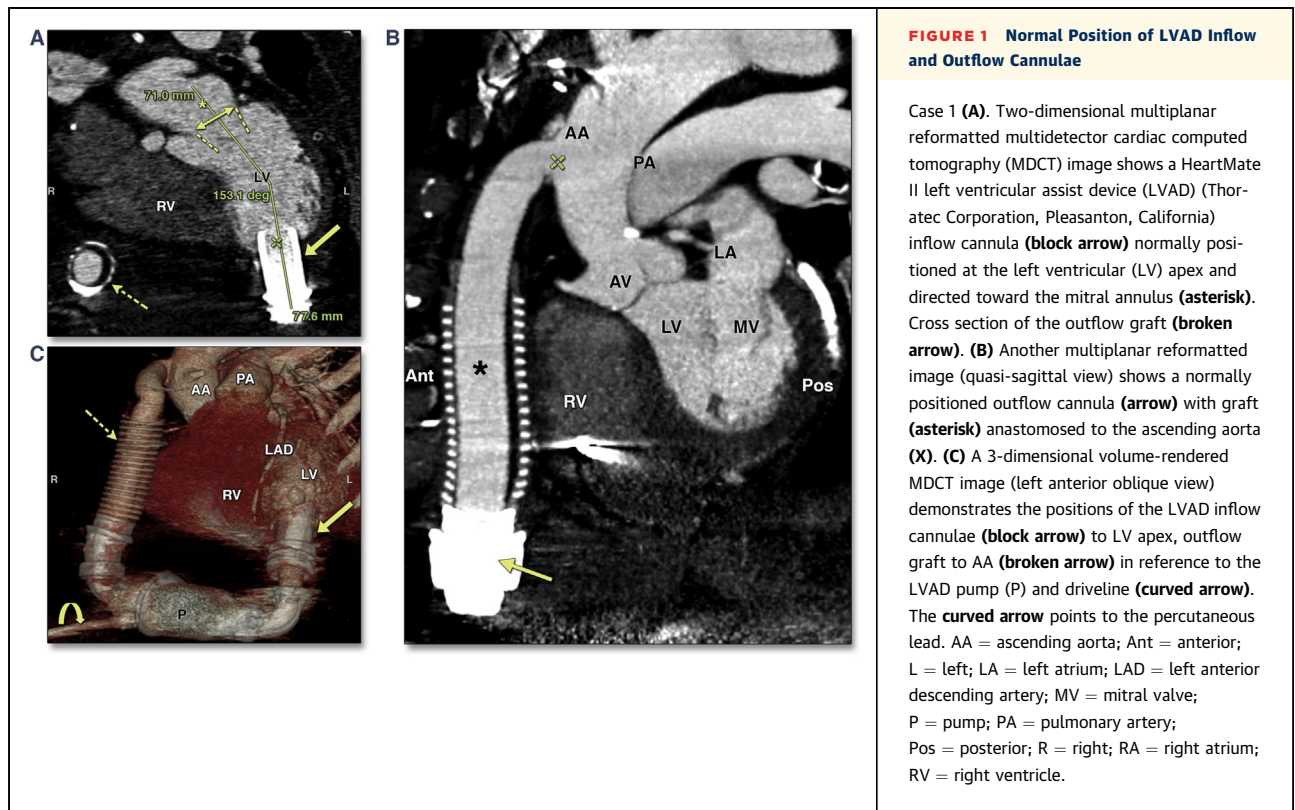 A
71.0 mm
*
LV
153.1 deg
RV
R
L
77.6 mm
B
AA
PA
LA
AV
LV
MV
*
Ant
Pos
RV
C
AA
PA
LAD
LV
R
L
RV
P
FIGURE 1 Normal Position of LVAD Inflow
and Outflow Cannulae
Case 1 (A). Two-dimensional multiplanar
reformatted multidetector cardiac computed
tomography (MDCT) image shows a HeartMate
II left ventricular assist device (LVAD) (Thor-
atec Corporation, Pleasanton, California)
inflow cannula (block arrow) normally posi-
tioned at the left ventricular (LV) apex and
directed toward the mitral annulus (asterisk).
Cross section of the outflow graft (broken
arrow). (B) Another multiplanar reformatted
image (quasi-sagittal view) shows a normally
positioned outflow cannula (arrow) with graft
(asterisk) anastomosed to the ascending aorta
(X). (C) A 3-dimensional volume-rendered
MDCT image (left anterior oblique view)
demonstrates the positions of the LVAD inflow
cannulae (block arrow) to LV apex, outflow
graft to AA (broken arrow) in reference to the
LVAD pump (P) and driveline (curved arrow).
The curved arrow points to the percutaneous
lead. AA = ascending aorta; Ant = anterior;
L = left; LA = left atrium; LAD = left anterior
descending artery; MV = mitral valve;
P = pump; PA = pulmonary artery;
Pos = posterior; R = right; RA = right atrium;
RV = right ventricle.